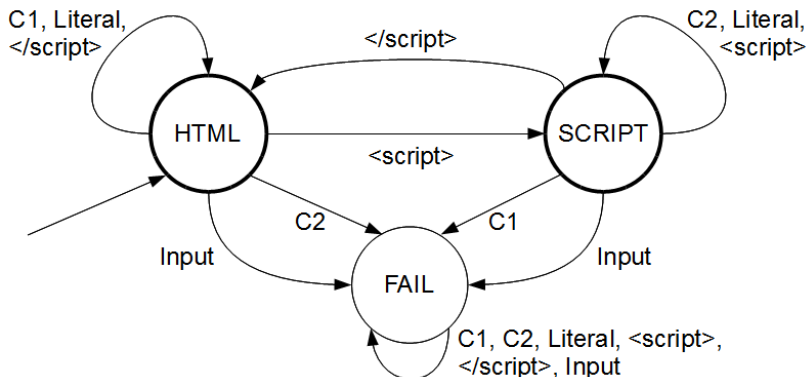 C1, Literal,
</script>
</script>
C2, Literal,
<script>
HTML
SCRIPT
<script>
C2
C1
Input
Input
FAIL
C1, C2, Literal, <script>,
</script>, Input